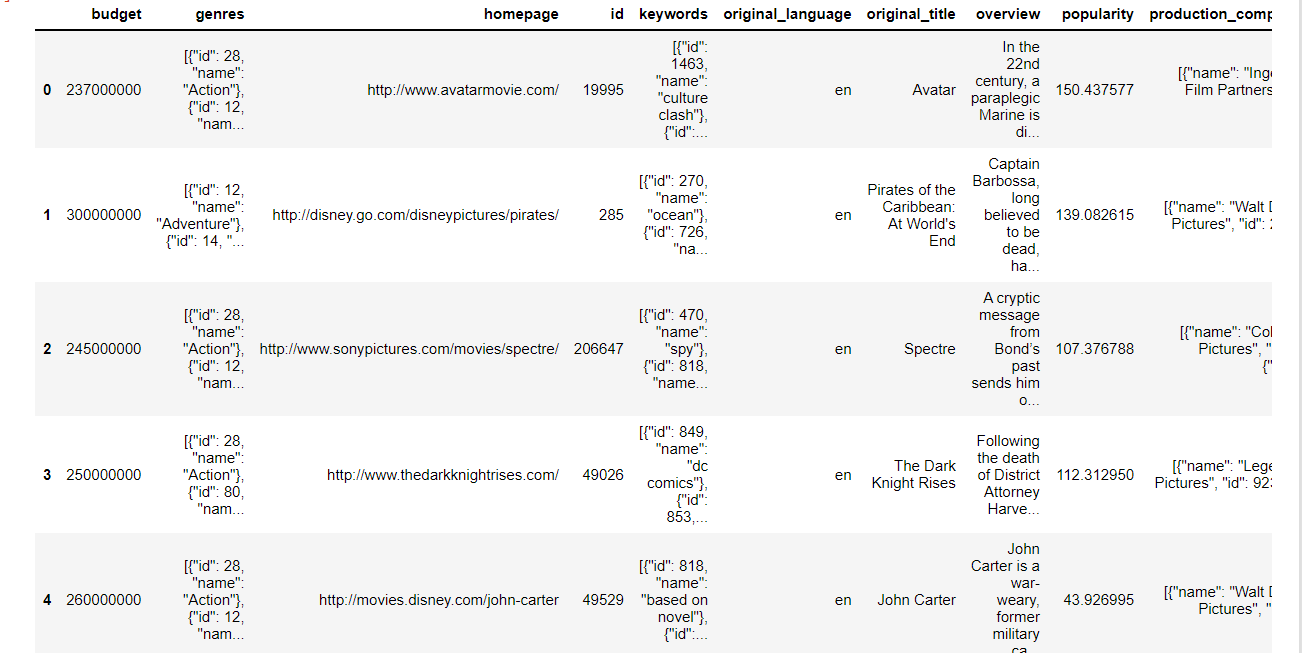 budget genres homepage id keywords original_language original_title overview popularity production_comp
0 237000000 [{"id": 28, "name": "Action"}, {"id": 12, "nam... http://www.avatarmovie.com/ 19995 [{"id": 1463, "name": "culture clash"}, {"id":... en Avatar In the 22nd century, a paraplegic Marine is di... 150.437577 [{"name": "Inge Film Partners
1 300000000 [{"id": 12, "name": "Adventure"}, {"id": 14, "... http://disney.go.com/disneypictures/pirates/ 285 [{"id": 270, "name": "ocean"}, {"id": 726, "na... en Pirates of the Caribbean: At World's End Captain Barbossa, long believed to be dead, ha... 139.082615 [{"name": "Walt D Pictures", "id": 2
2 245000000 [{"id": 28, "name": "Action"}, {"id": 12, "nam... http://www.sonypictures.com/movies/spectre/ 206647 [{"id": 470, "name": "spy"}, {"id": 818, "name... en Spectre A cryptic message from Bond’s past sends him o... 107.376788 [{"name": "Col Pictures", " {"
3 250000000 [{"id": 28, "name": "Action"}, {"id": 80, "nam... http://www.thedarkknightrises.com/ 49026 [{"id": 849, "name": "dc comics"}, {"id": 853,... en The Dark Knight Rises Following the death of District Attorney Harve... 112.312950 [{"name": "Lege Pictures", "id": 923
4 260000000 [{"id": 28, "name": "Action"}, {"id": 12, "nam... http://movies.disney.com/john-carter 49529 [{"id": 818, "name": "based on novel"}, {"id":... en John Carter John Carter is a war-weary, former military ca... 43.926995 [{"name": "Walt D Pictures", "